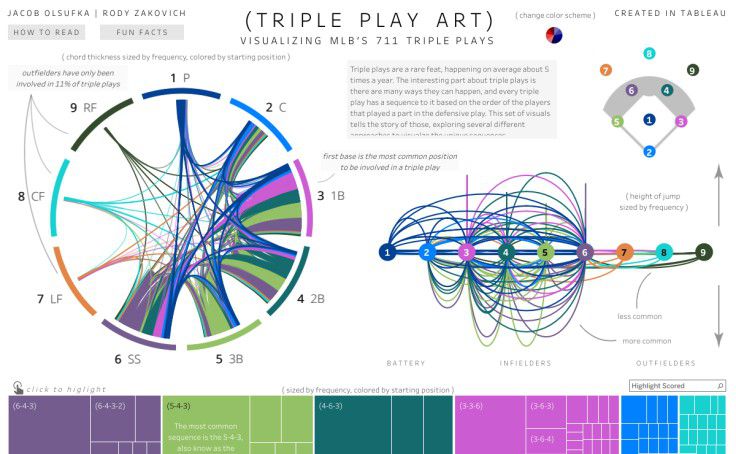 JACOB OLSUFKA | RODY ZAKOVICH
HOW TO READ
FUN FACTS
(TRIPLE PLAY ART)
VISUALIZING MLB'S 711 TRIPLE PLAYS
( change color scheme )
CREATED IN TABLEAU
( chord thickness sized by frequency, colored by starting position )
outfielders have only been
involved in 11% of triple plays
1 P
2 C
3 1B
4 2B
5 3B
6 SS
7 LF
8 CF
9 RF
first base is the most common position
to be involved in a triple play
Triple plays are a rare feat, happening on average about 5
times a year. The interesting part about triple plays is
there are many ways they can happen, and every triple
play has a sequence to it based on the order of the players
that played a part in the defensive play. This set of visuals
tells the story of those, exploring several different
approaches to visualize the unique sequences
8
7
9
6
4
5
1
3
2
( height of jump
sized by frequency )
1 2 3 4 5 6 7 8 9
less common
more common
BATTERY
INFIELDERS
OUTFIELDERS
click to higlight
( sized by frequency, colored by starting position )
Highlight Scored
(6-4-3)
(6-4-3-2)
(5-4-3)
The most common
sequence is the 5-4-3,
also know as the
(4-6-3)
(3-3-6)
(3-6-3)
(3-6-4)